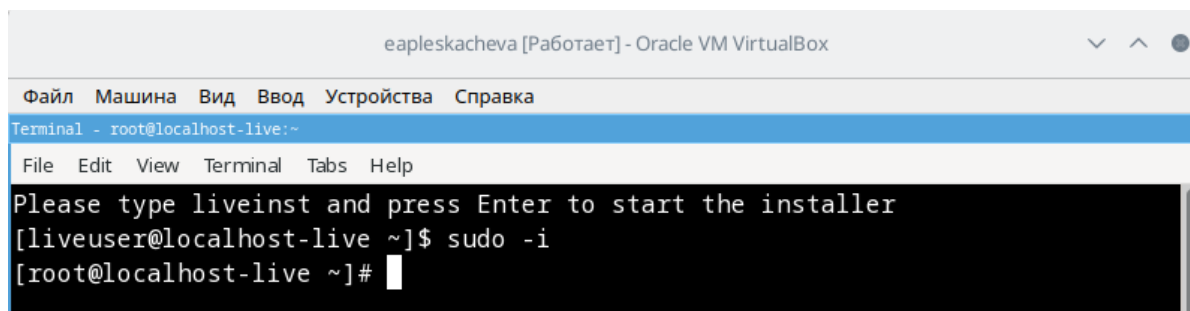 eapleskacheva [Работает] - Oracle VM VirtualBox
Файл Машина Вид Ввод Устройства Справка
Terminal - root@localhost-live:~
File Edit View Terminal Tabs Help
Please type liveinst and press Enter to start the installer
[liveuser@localhost-live ~]$ sudo -i
[root@localhost-live ~]#